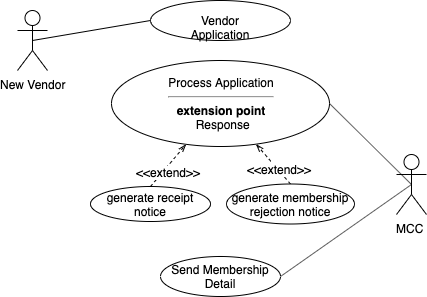 Vendor
Application
New Vendor
Process Application
extension point
Response
<<extend>>
<<extend>>
generate receipt
notice
generate membership
rejection notice
MCC
Send Membership
Detail